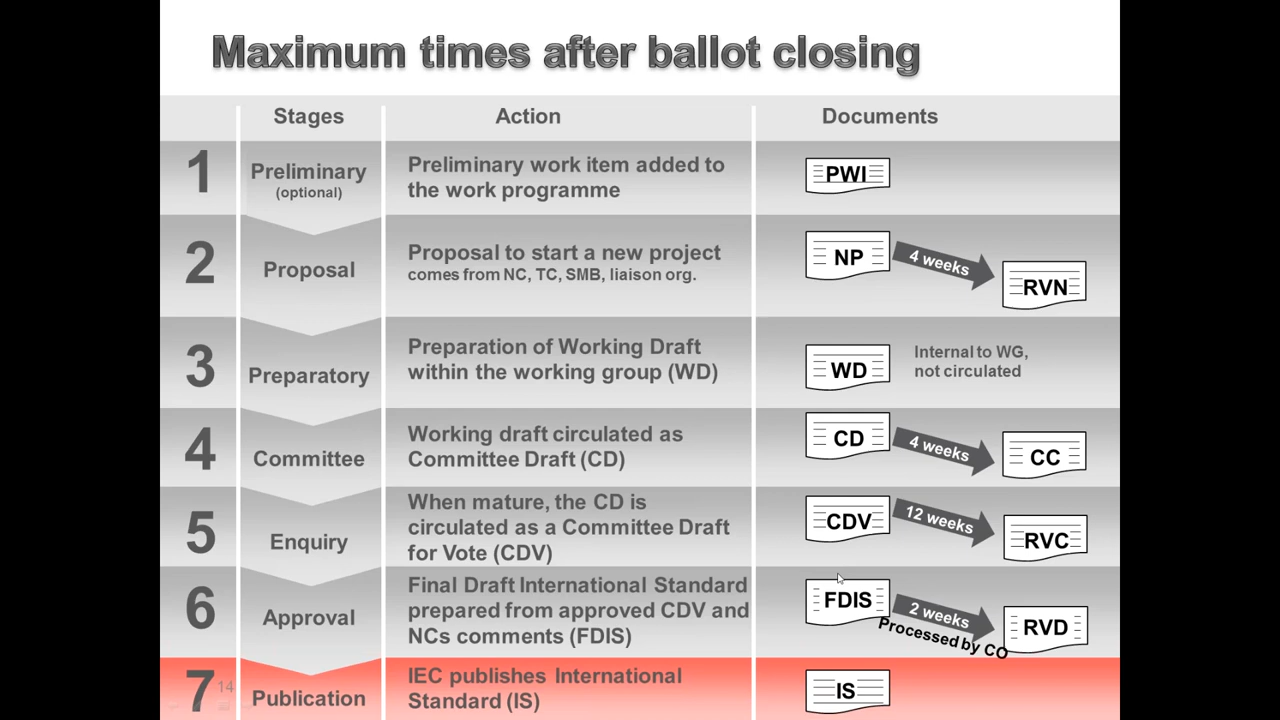 Maximum times after ballot closing
Stages
Action
Documents
1
Preliminary
(optional)
Preliminary work item added to
the work programme
PWI
2
Proposal
Proposal to start a new project
comes from NC, TC, SMB, liaison org.
NP
4 weeks
RVN
3
Preparatory
Preparation of Working Draft
within the working group (WD)
WD
Internal to WG,
not circulated
4
Committee
Working draft circulated as
Committee Draft (CD)
CD
4 weeks
CC
5
Enquiry
When mature, the CD is
circulated as a Committee Draft
for Vote (CDV)
CDV
12 weeks
RVC
6
Approval
Final Draft International Standard
prepared from approved CDV and
NCs comments (FDIS)
FDIS
2 weeks
Processed by CO
RVD
7
14
Publication
IEC publishes International
Standard (IS)
IS